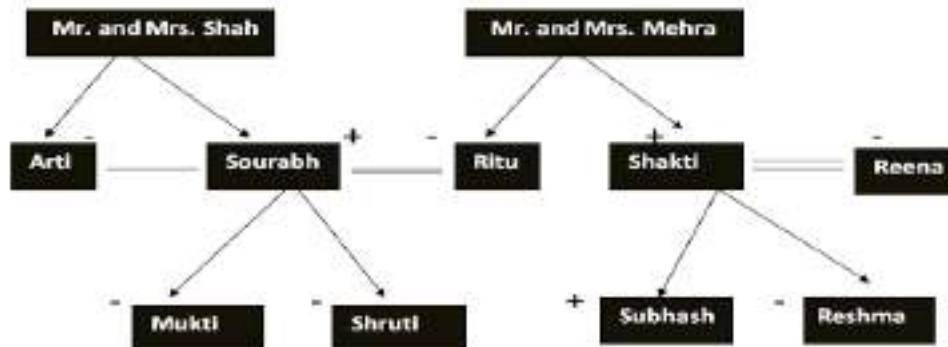 Mr. and Mrs. Shah Mr. and Mrs. Mehra
- + - + -
Arti Sourabh Ritu Shakti Reena
- - + -
Mukti Shruti Subhash Reshma